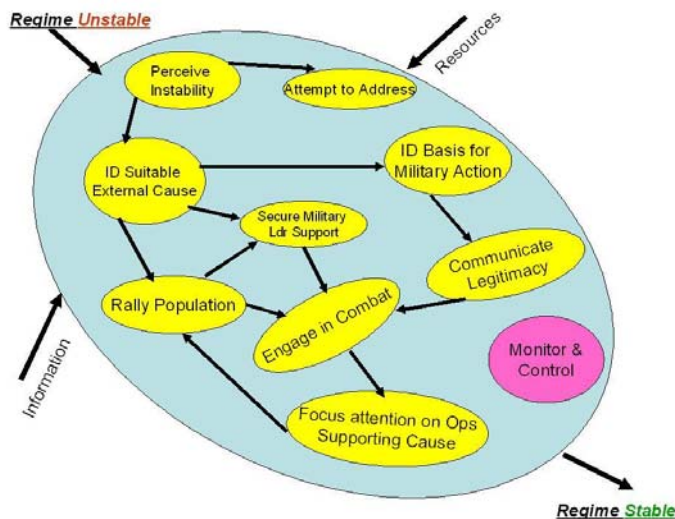 Regime Unstable
Resources
Perceive
Instability
Attempt to Address
ID Suitable
External Cause
ID Basis for
Military Action
Secure Military
Ldr Support
Communicate
Legitimacy
Rally Population
Engage in Combat
Monitor &
Control
Information
Focus attention on Ops
Supporting Cause
Regime Stable